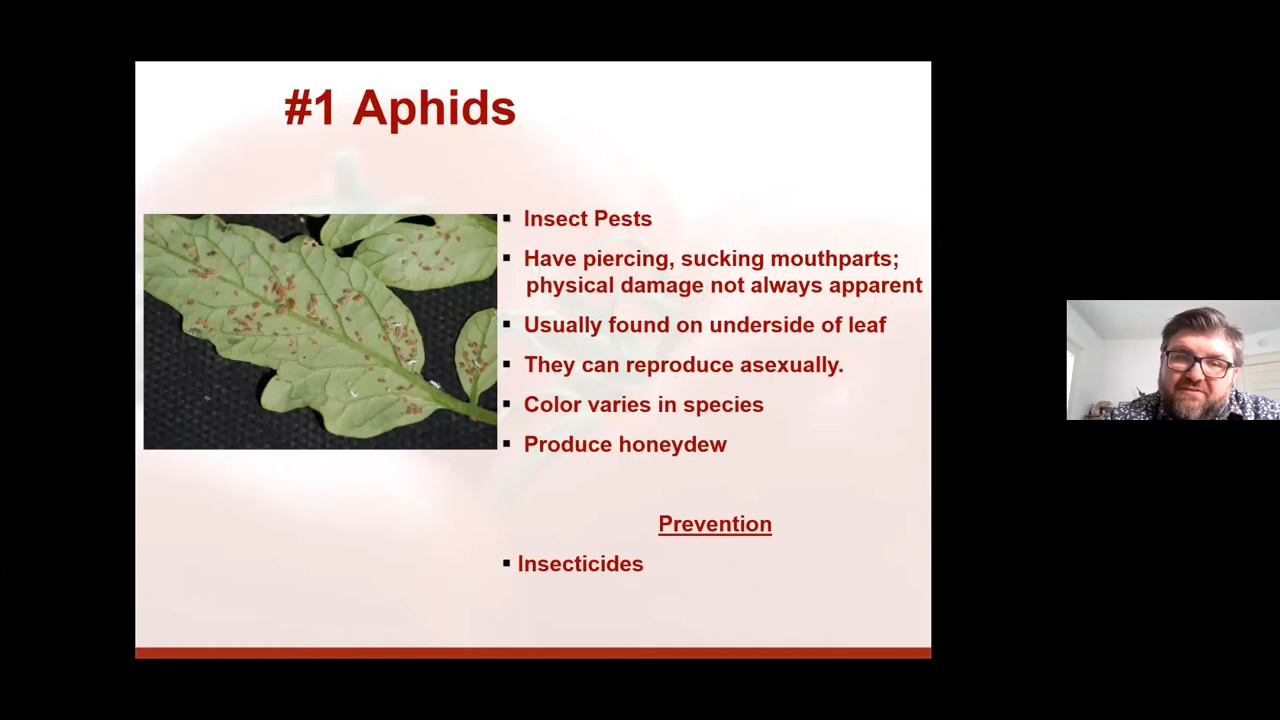 #1 Aphids
▪ Insect Pests
▪ Have piercing, sucking mouthparts;
physical damage not always apparent
▪ Usually found on underside of leaf
▪ They can reproduce asexually.
▪ Color varies in species
▪ Produce honeydew
Prevention
▪ Insecticides